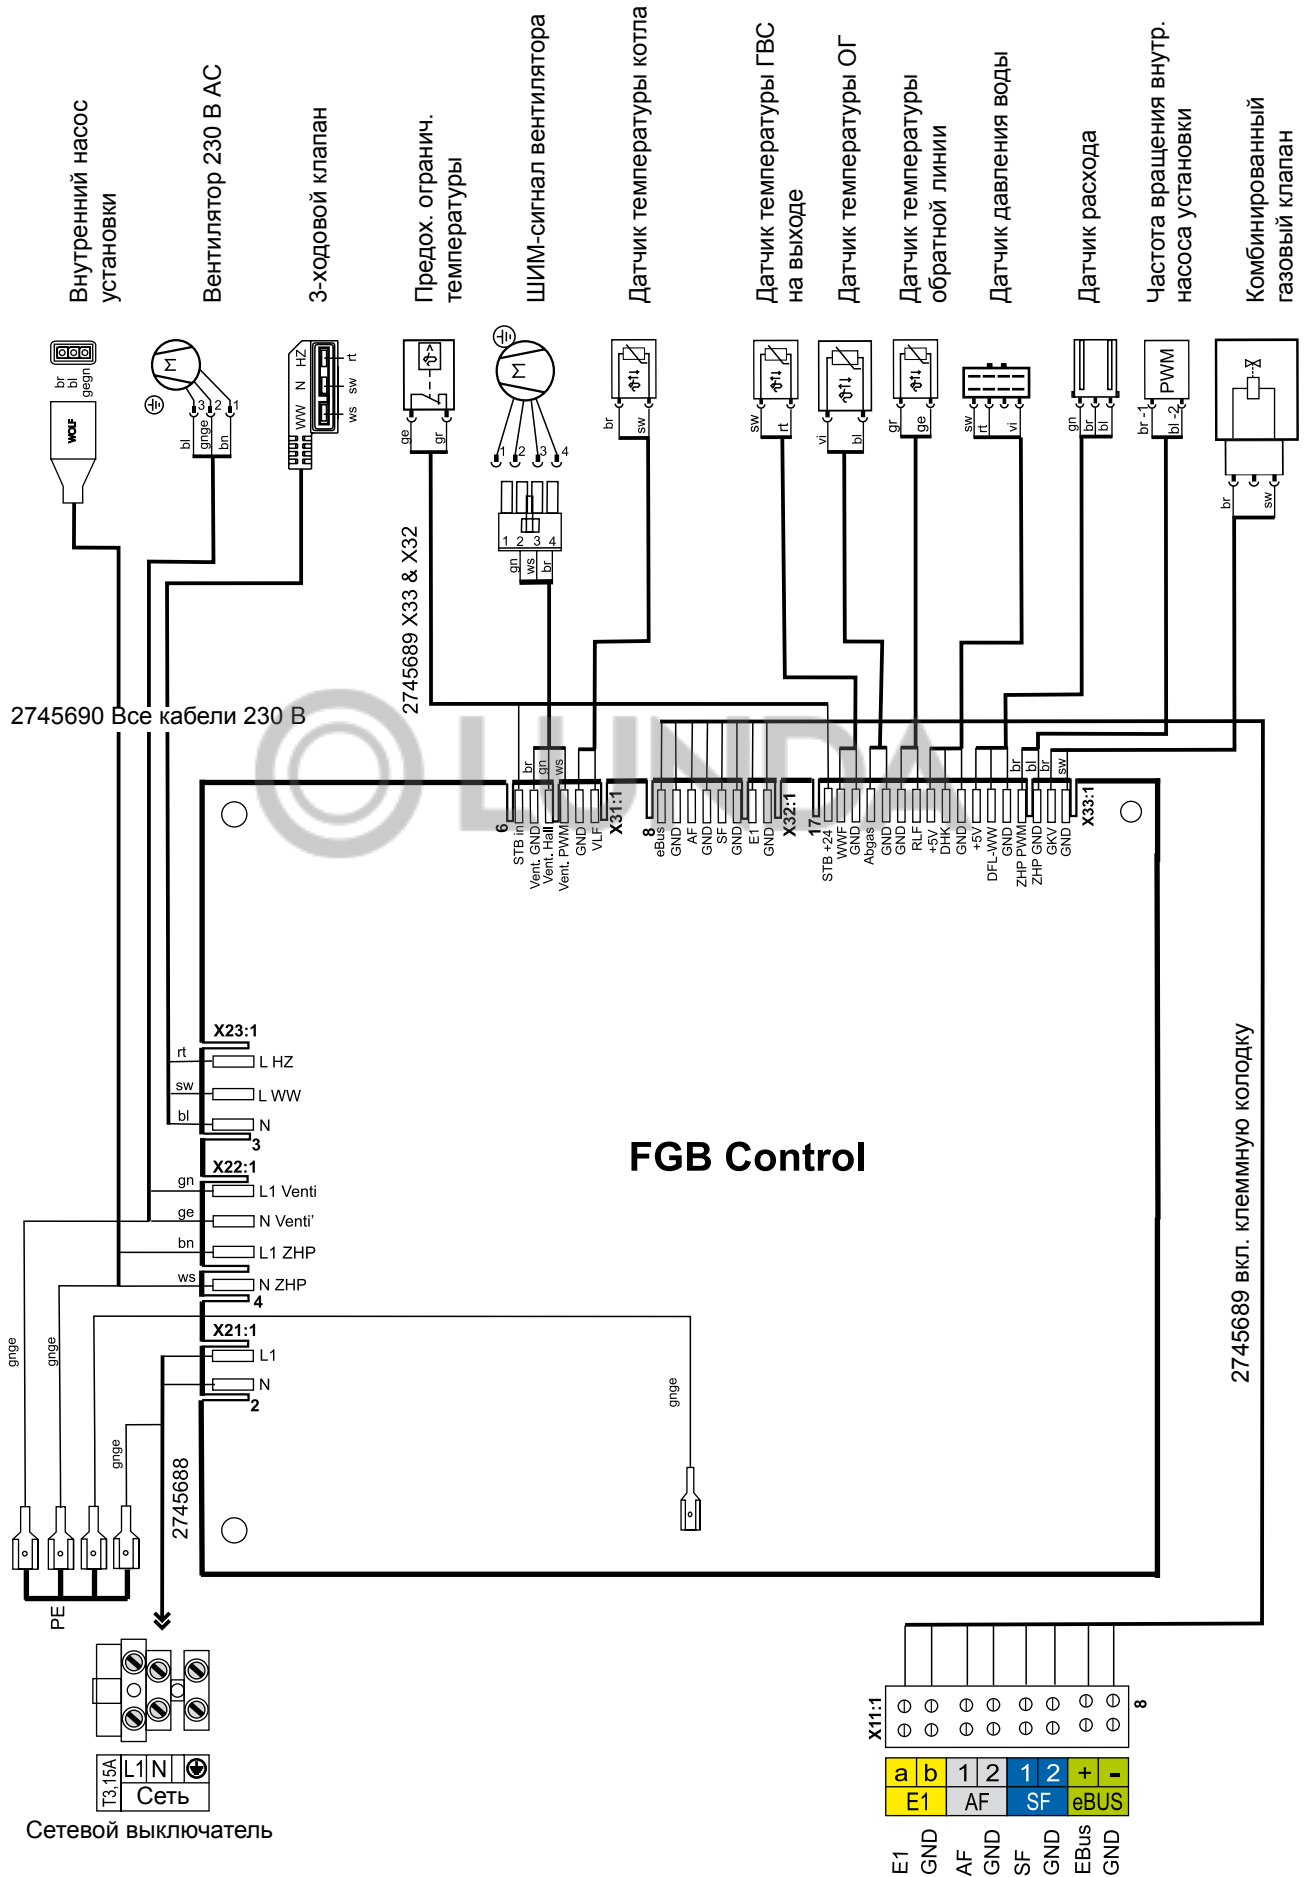 Внутренний насос
установки
Вентилятор 230 В AC
3-ходовой клапан
Предох. огранич.
температуры
ШИМ-сигнал вентилятора
Датчик температуры котла
Датчик температуры ГВС
на выходе
Датчик температуры ОГ
Датчик температуры
обратной линии
Датчик давления воды
Датчик расхода
Частота вращения внутр.
насоса установки
Комбинированный
газовый клапан
br
bl
gegn
WOLF
M
3
2
1
bl
gnge
bn
WW N HZ
ws
sw
rt
ge
gr
M
1
2
3
4
1 2 3 4
gn
ws
br
br
sw
sw
rt
vi
bl
gr
ge
sw
rt
vi
gn
br
bl
PWM
br -1
bl -2
br
sw
2745689 X33 & X32
2745690 Все кабели 230 В
LUNDA
br
gn
ws
br
bl
br
sw
6
STB in
Vent. GND
Vent. Hall
Vent. PWM
GND
VLF
X31:1
8
eBus
GND
AF
GND
SF
GND
E1
GND
X32:1
17
STB +24
WWF
GND
Abgas
GND
GND
RLF
+5V
DHK
GND
+5V
DFL-WW
GND
ZHP PWM
ZHP GND
GKV
GND
X33:1
X23:1
rt
L HZ
sw
L WW
bl
N
3
X22:1
gn
L1 Venti
ge
N Venti'
bn
L1 ZHP
ws
N ZHP
4
X21:1
L1
N
2
FGB Control
gnge
gnge
gnge
gnge
2745688
2745689 вкл. клеммную колодку
PE
T3,15A
L1 N
Сеть
Сетевой выключатель
X11:1
8
a b 1 2 1 2 + -
E1 AF SF eBUS
E1
GND
AF
GND
SF
GND
EBus
GND